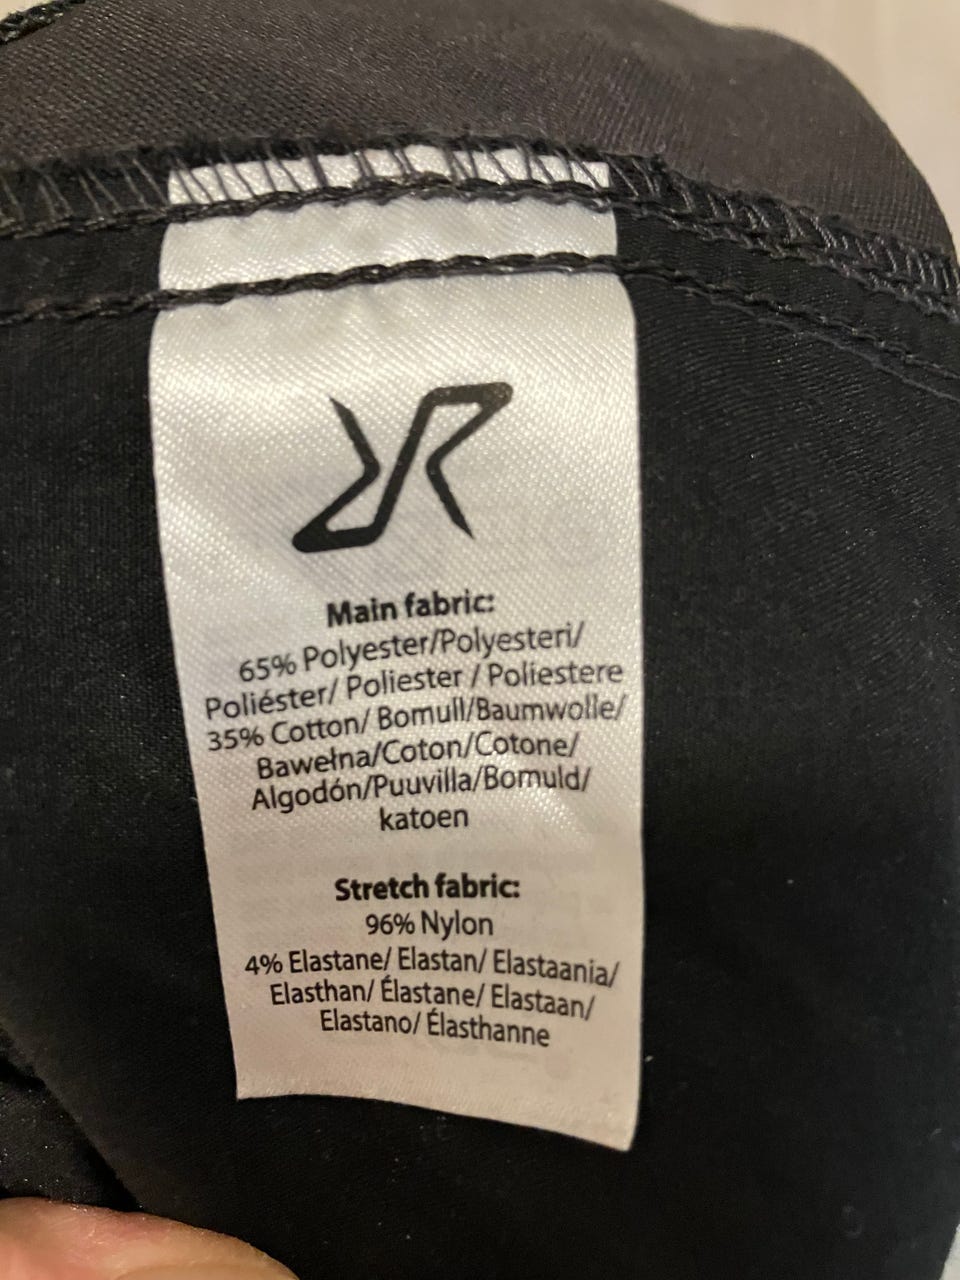 Main fabric:
65% Polyester/Polyesteri/
Poliéster/ Poliester / Poliestere
35% Cotton/ Bomull/Baumwolle/
Bawełna/Coton/Cotone/
Algodón/Puuvilla/Bomuld/
katoen
Stretch fabric:
96% Nylon
4% Elastane/ Elastan/ Elastaania/
Elasthan/ Élastane/ Elastaan/
Elastano/ Élasthanne